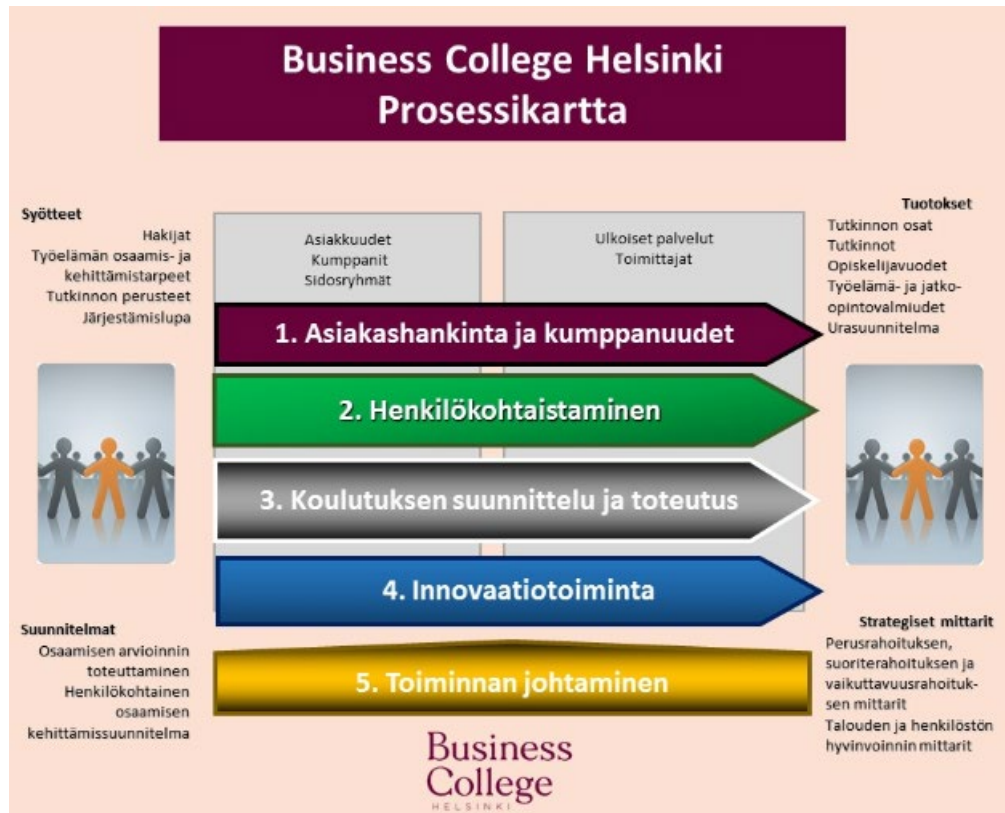 Business College Helsinki
Prosessikartta
Syötteet
Hakijat
Työelämän osaamis- ja
kehittämistarpeet
Tutkinnon perusteet
Järjestämislupa
Asiakkuudet
Kumppanit
Sidosryhmät
Ulkoiset palvelut
Toimittajat
Tuotokset
Tutkinnon osat
Tutkinnot
Opiskelijavuodet
Työelämä- ja jatko-
opintovalmiudet
Urasuunnitelma
1. Asiakashankinta ja kumppanuudet
2. Henkilökohtaistaminen
3. Koulutuksen suunnittelu ja toteutus
4. Innovaatiotoiminta
5. Toiminnan johtaminen
Suunnitelmat
Osaamisen arvioinnin
toteuttaminen
Henkilökohtainen
osaamisen
kehittämissuunnitelma
Strategiset mittarit
Perusrahoituksen,
suoriterahoituksen ja
vaikuttavuusrahoituk-
sen mittarit
Talouden ja henkilöstön
hyvinvoinnin mittarit
Business
College
HELSINKI